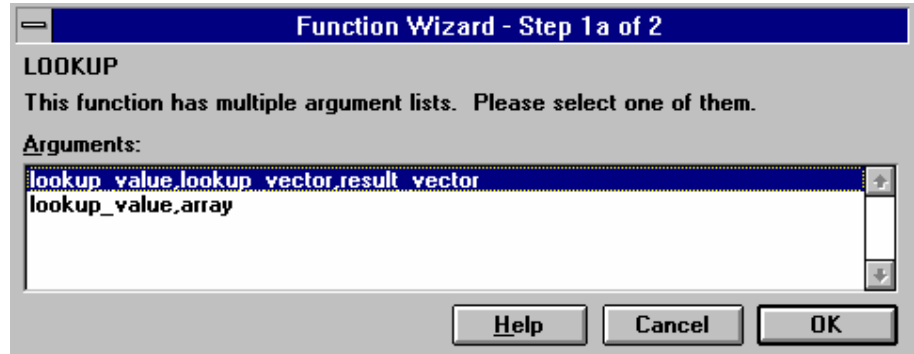 Function Wizard - Step 1a of 2
LOOKUP
This function has multiple argument lists.  Please select one of them.
Arguments:
lookup_value,lookup_vector,result_vector
lookup_value,array
Help Cancel OK